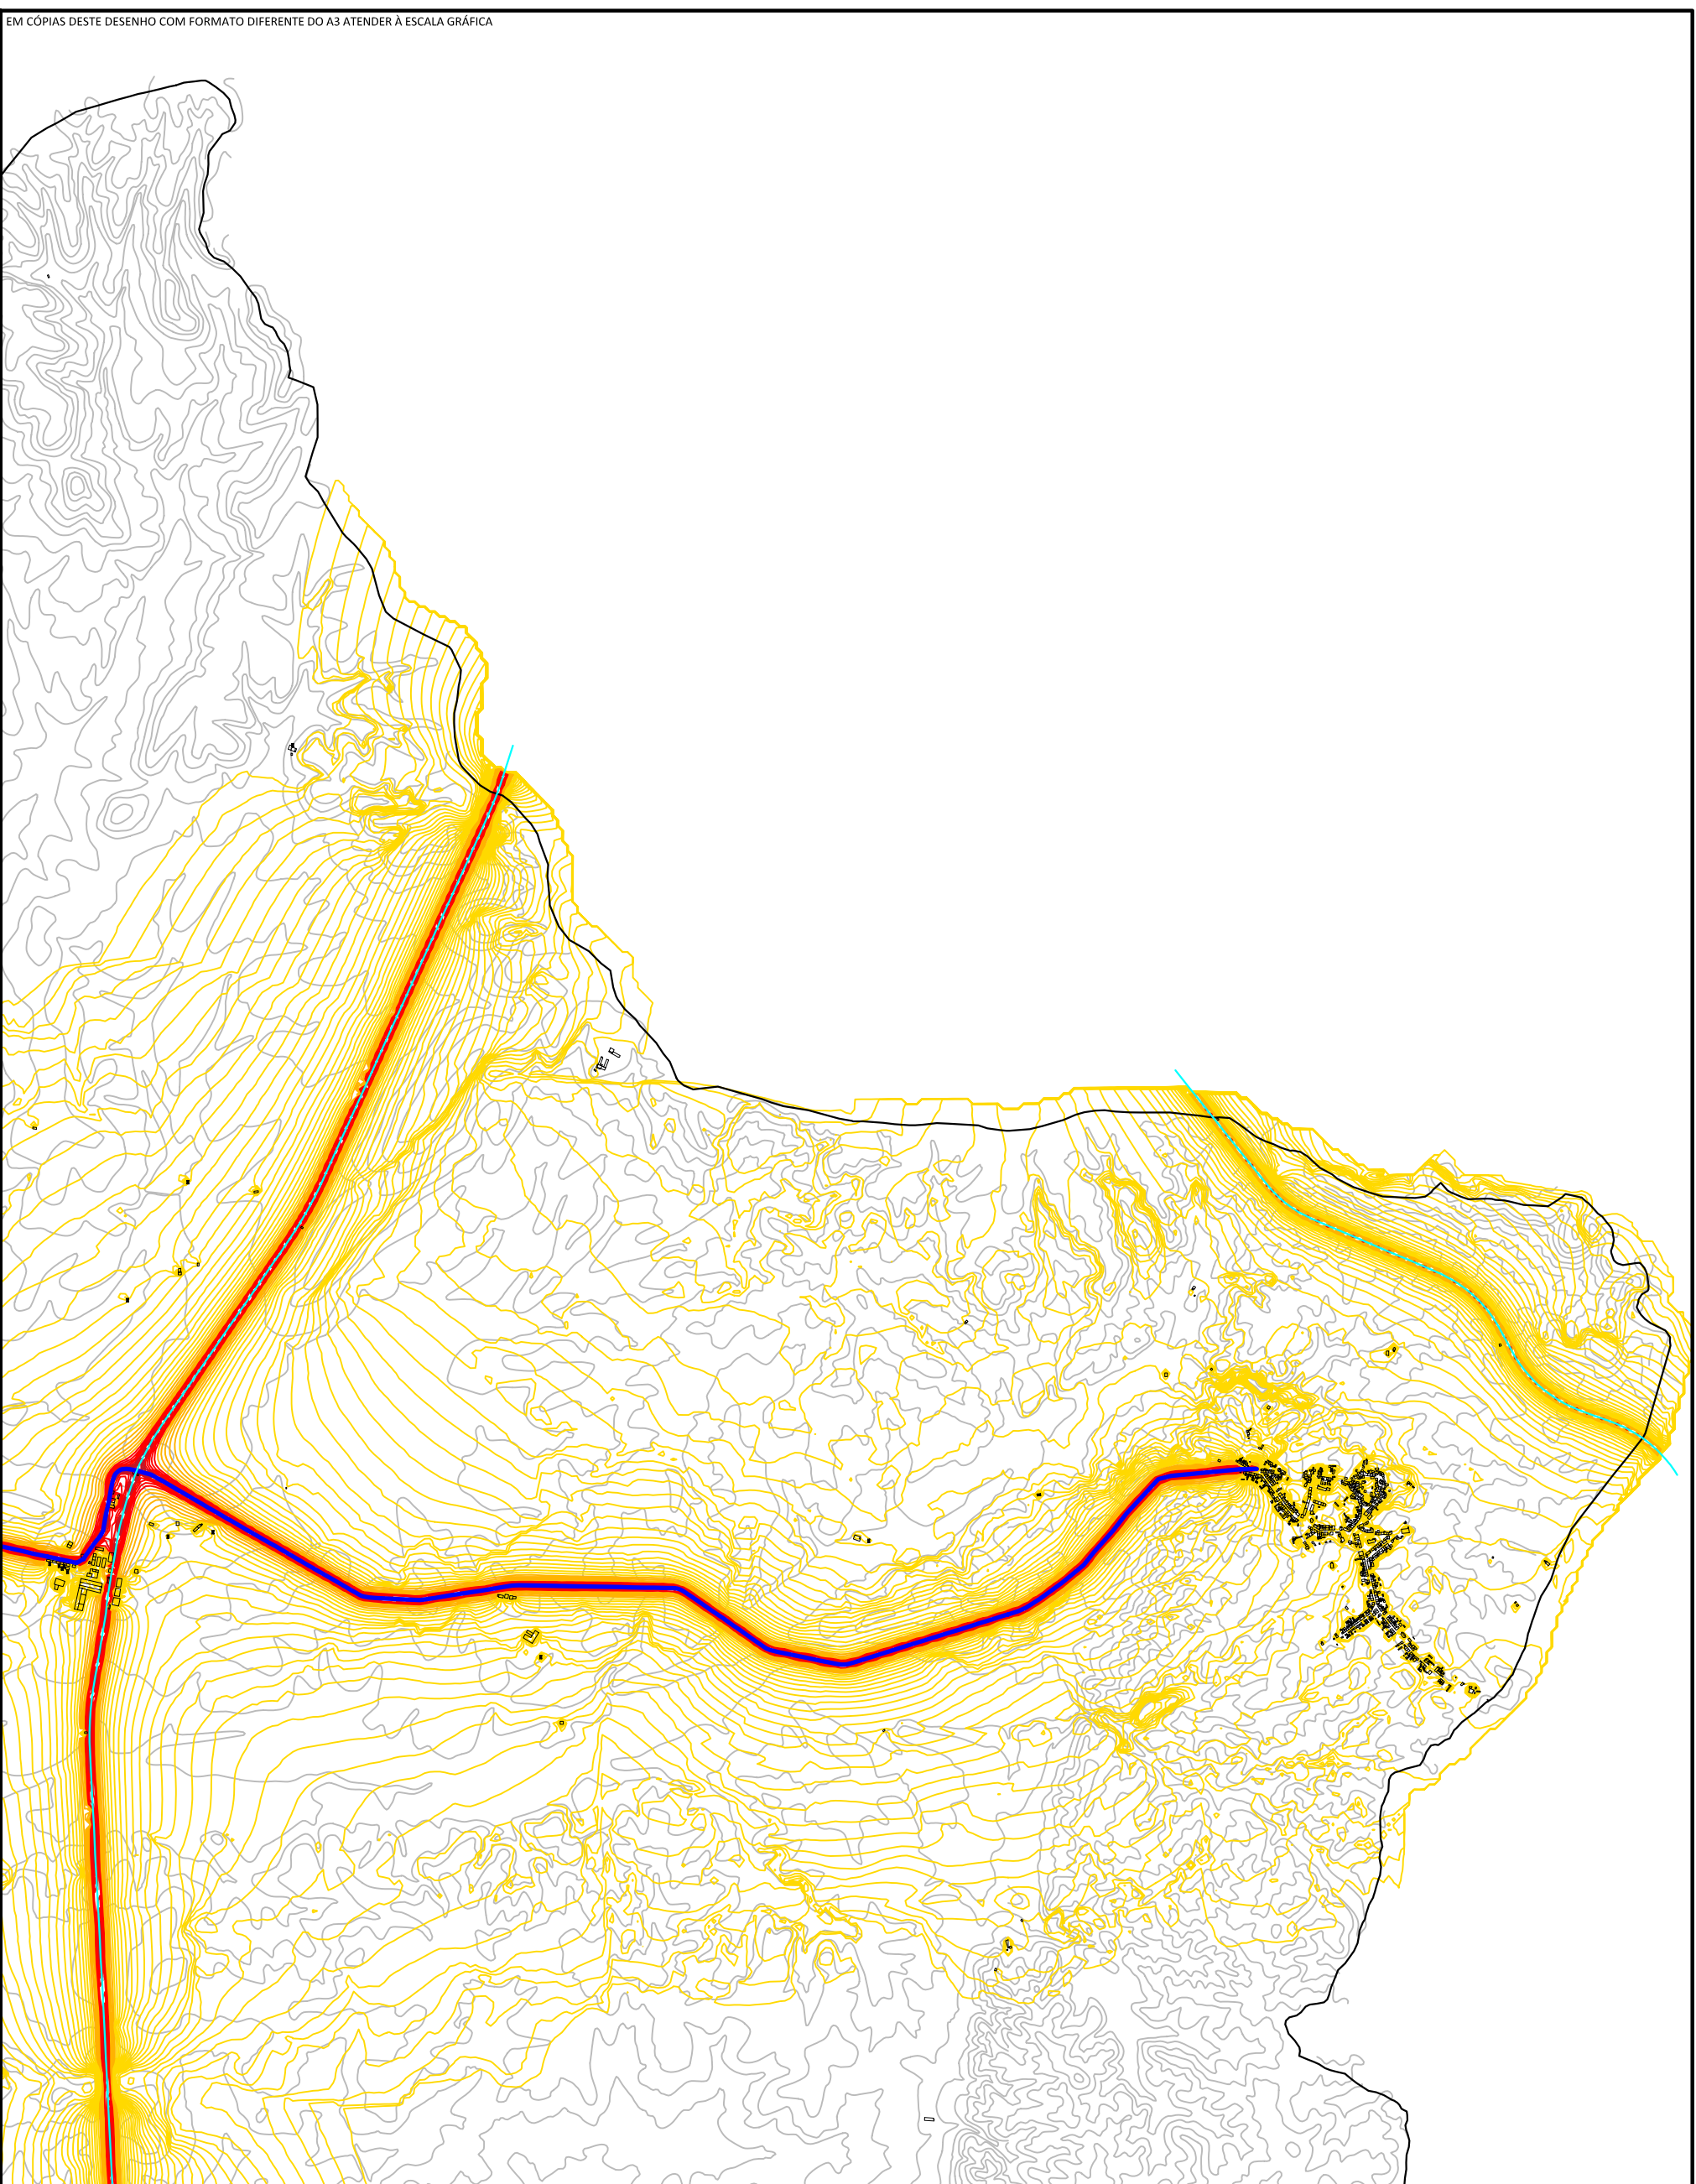 EM CÓPIAS DESTE DESENHO COM FORMATO DIFERENTE DO A3 ATENDER À ESCALA GRÁFICA